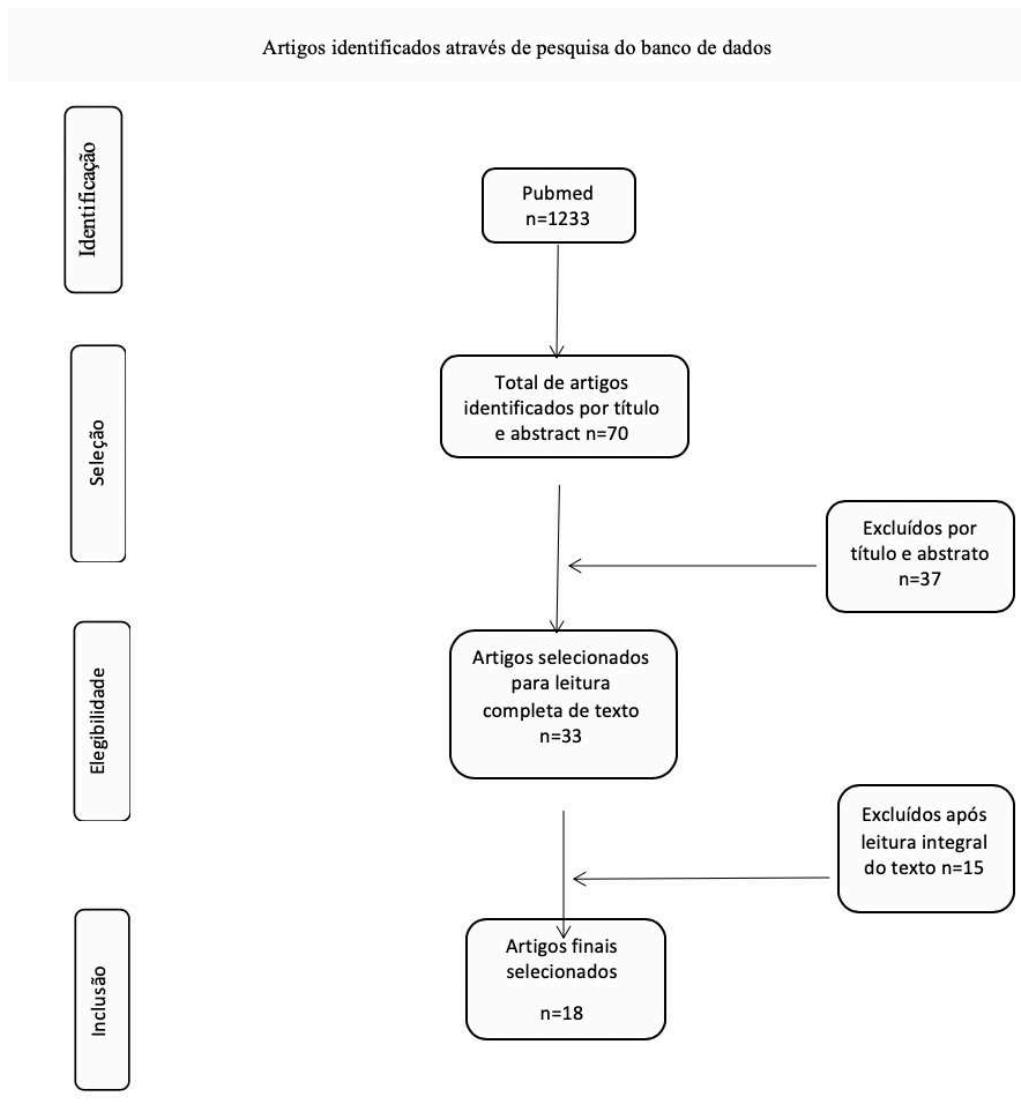 Artigos identificados através de pesquisa do banco de dados
Identificação
Pubmed
n=1233
Seleção
Total de artigos
identificados por título
e abstract n=70
Excluídos por
título e abstrato
n=37
Elegibilidade
Artigos selecionados
para leitura
completa de texto
n=33
Excluídos após
leitura integral
do texto n=15
Inclusão
Artigos finais
selecionados
n=18